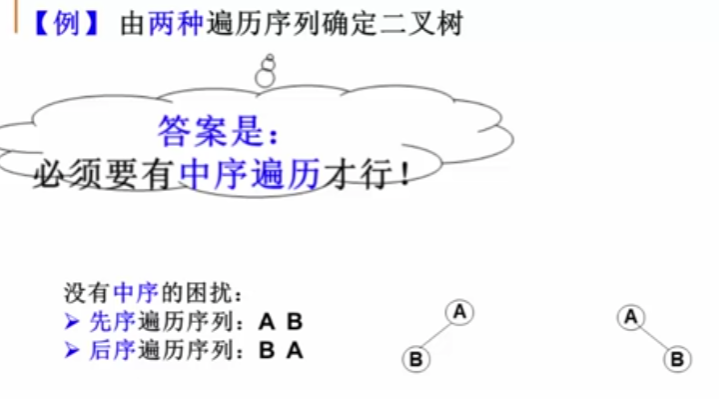 【例】 由两种遍历序列确定二叉树
答案是：
必须要有中序遍历才行！
没有中序的困扰：
➢ 先序遍历序列：A B
➢ 后序遍历序列：B A
A
B
A
B